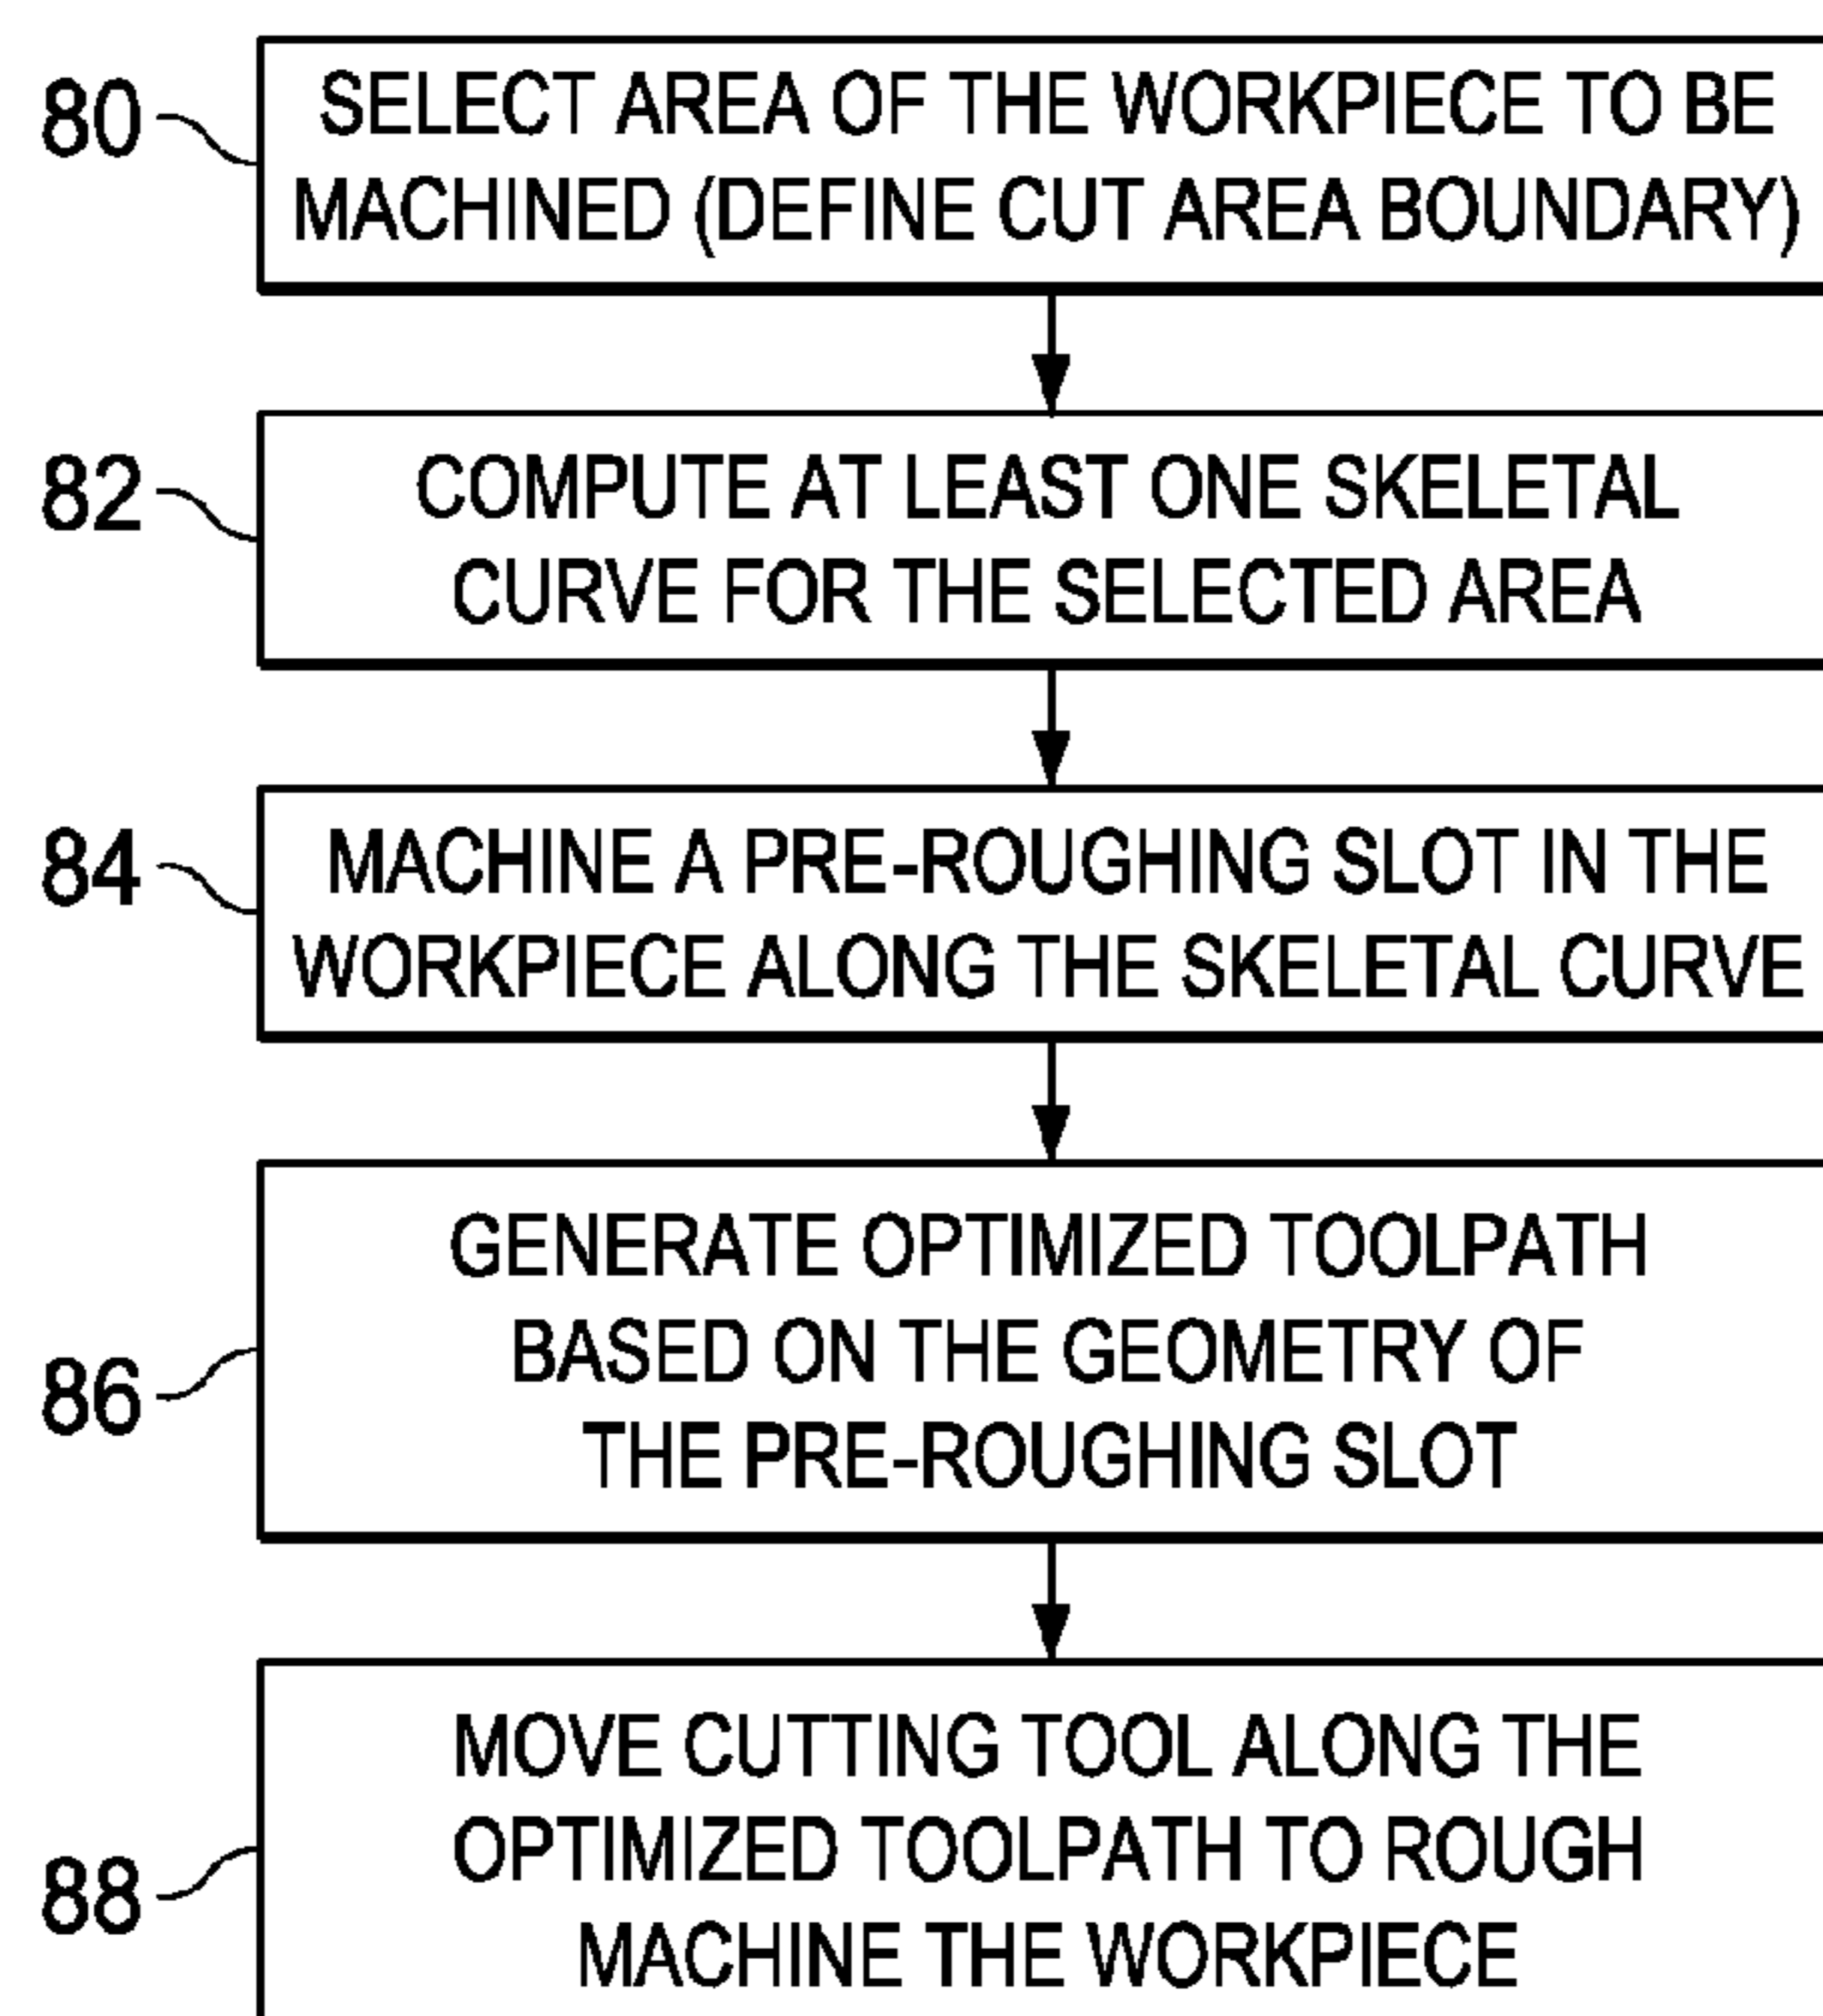 80
SELECT AREA OF THE WORKPIECE TO BE
MACHINED (DEFINE CUT AREA BOUNDARY)
82
COMPUTE AT LEAST ONE SKELETAL
CURVE FOR THE SELECTED AREA
84
MACHINE A PRE-ROUGHING SLOT IN THE
WORKPIECE ALONG THE SKELETAL CURVE
86
GENERATE OPTIMIZED TOOLPATH
BASED ON THE GEOMETRY OF
THE PRE-ROUGHING SLOT
88
MOVE CUTTING TOOL ALONG THE
OPTIMIZED TOOLPATH TO ROUGH
MACHINE THE WORKPIECE